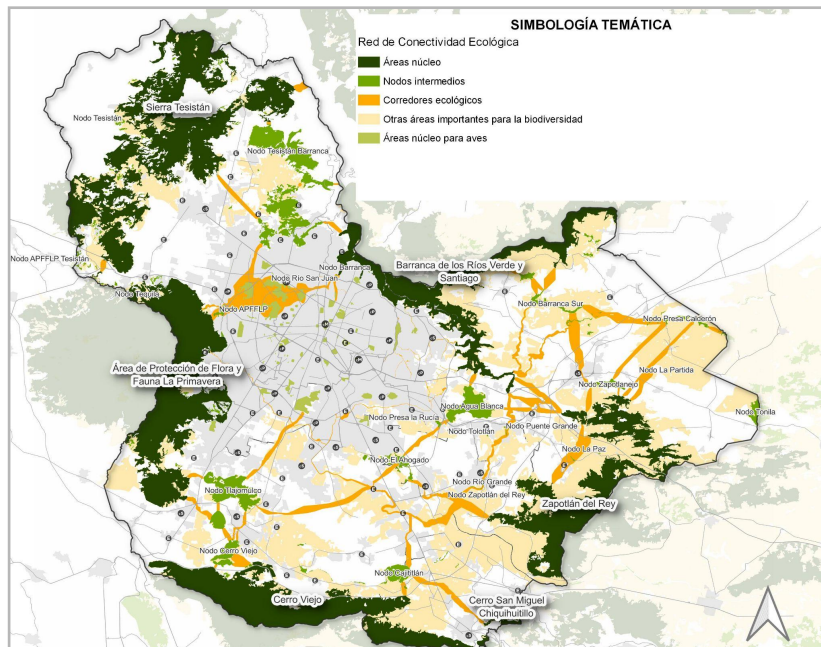 SIMBOLOGÍA TEMÁTICA
Red de Conectividad Ecológica
Áreas núcleo
Nodos intermedios
Corredores ecológicos
Otras áreas importantes para la biodiversidad
Áreas núcleo para aves
Sierra Tesistán
Nodo Tesistán
Nodo Tesistán Barranca
Nodo APFFLP Tesistán
Nodo Barranca
Barranca de los Ríos Verde y
Santiago
Nodo Río San Juan
Nodo Tequila
Nodo APFFLP
Nodo Barranca Sur
Nodo Presa Calderón
Área de Protección de Flora y
Fauna La Primavera
Nodo La Partida
Nodo Zapotlanejo
Nodo Agua Blanca
Nodo Tonila
Nodo Presa la Rucia
Nodo Puente Grande
Nodo Tololtlán
Nodo La Paz
Nodo El Ahogado
Nodo Río Grande
Nodo Tlajomulco
Nodo Zapotlán del Rey
Zapotlán del Rey
Nodo Cerro Viejo
Nodo Cajititlán
Cerro Viejo
Cerro San Miguel
Chiquihuitillo